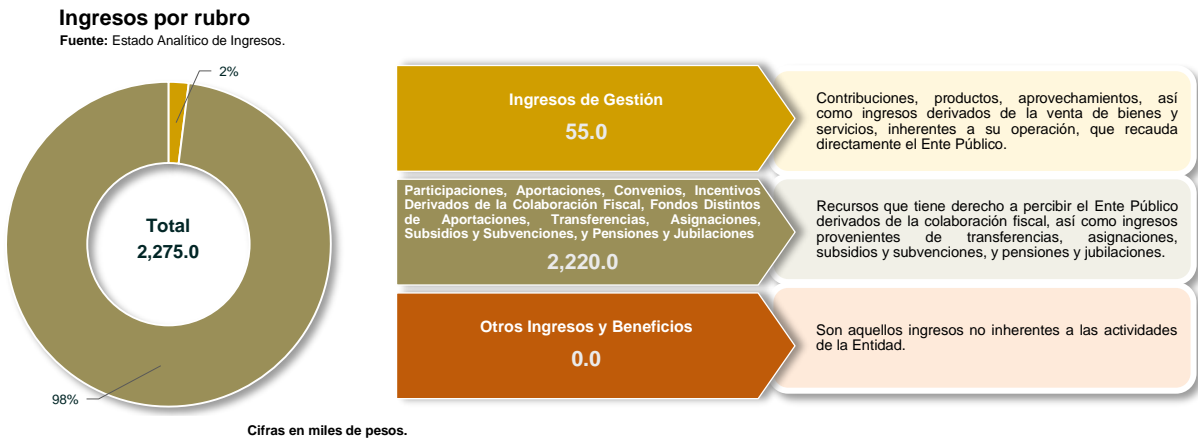 Ingresos por rubro
Fuente: Estado Analítico de Ingresos.
2%
98%
Total
2,275.0
Ingresos de Gestión
55.0
Contribuciones, productos, aprovechamientos, así
como ingresos derivados de la venta de bienes y
servicios, inherentes a su operación, que recauda
directamente el Ente Público.
Participaciones, Aportaciones, Convenios, Incentivos
Derivados de la Colaboración Fiscal, Fondos Distintos
de Aportaciones, Transferencias, Asignaciones,
Subsidios y Subvenciones, y Pensiones y Jubilaciones
2,220.0
Recursos que tiene derecho a percibir el Ente Público
derivados de la colaboración fiscal, así como ingresos
provenientes de transferencias, asignaciones,
subsidios y subvenciones, y pensiones y jubilaciones.
Otros Ingresos y Beneficios
0.0
Son aquellos ingresos no inherentes a las actividades
de la Entidad.
Cifras en miles de pesos.